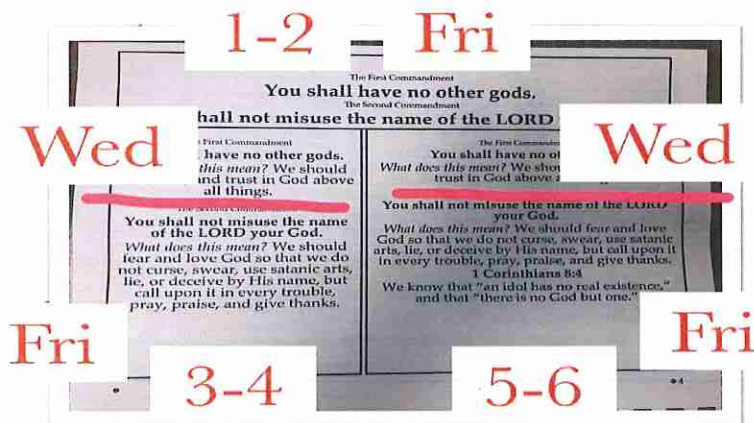 1-2 Fri
The First Commandment
You shall have no other gods.
The Second Commandment
hall not misuse the name of the LORD
Wed
First Commandment
have no other gods.
this mean? We should
and trust in God above
all things.
The Second Commandment
You shall not misuse the name
of the LORD your God.
What does this mean? We should
fear and love God so that we do
not curse, swear, use satanic arts,
lie, or deceive by His name, but
call upon it in every trouble,
pray, praise, and give thanks.
Fri
3-4
Wed
The First
You shall have no ot
What does this mean? We shou
trust in God above
You shall not misuse the name of the LORD
your God.
What does this mean? We should fear and love
God so that we do not curse, swear, use satanic
arts, lie, or deceive by His name, but call upon it
in every trouble, pray, praise, and give thanks.
1 Corinthians 8:4
We know that “an idol has no real existence,”
and that “there is no God but one.”
Fri
5-6